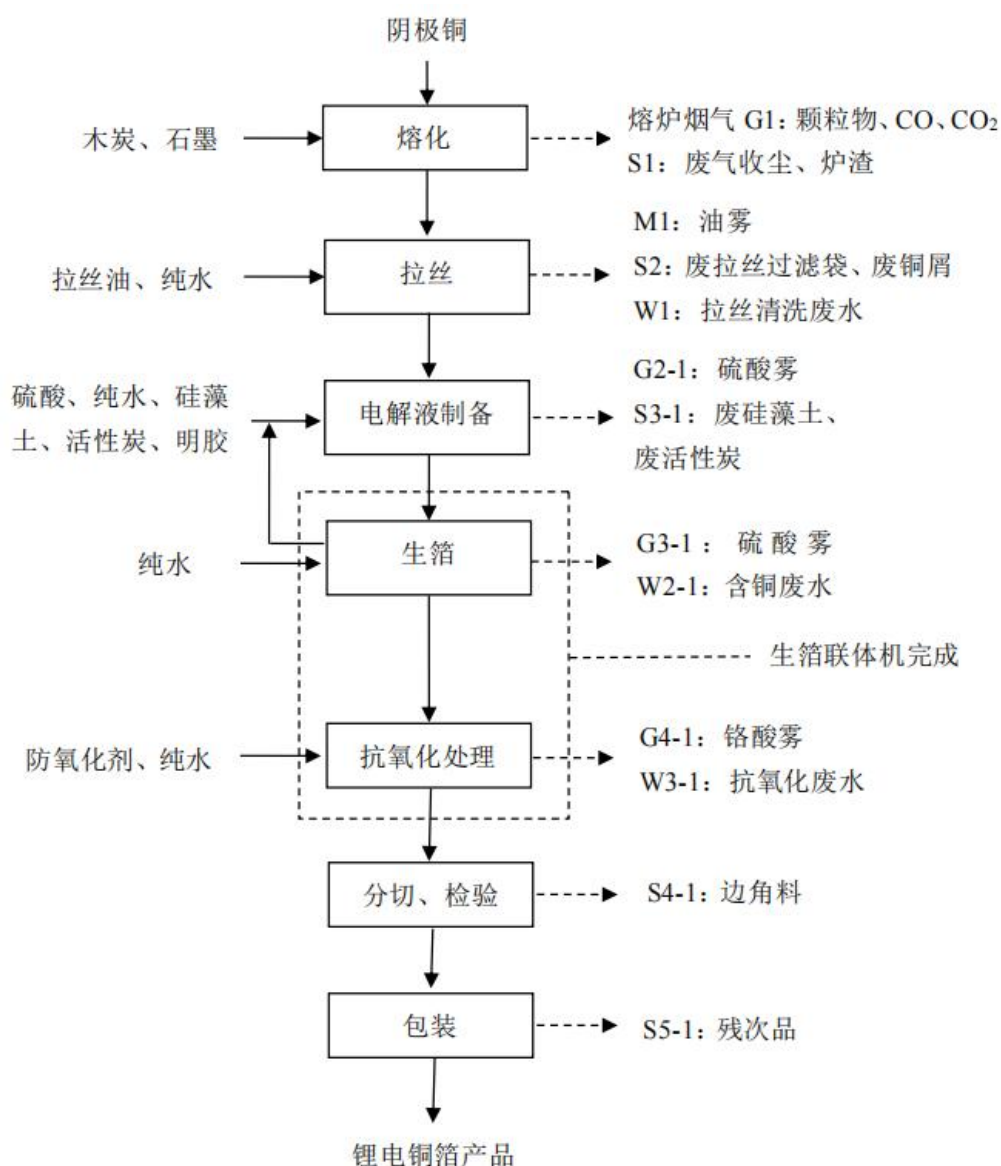 阴极铜
木炭、石墨
熔化
熔炉烟气 G1：颗粒物、CO、CO₂
S1：废气收尘、炉渣
拉丝油、纯水
拉丝
M1：油雾
S2：废拉丝过滤袋、废铜屑
W1：拉丝清洗废水
硫酸、纯水、硅藻
土、活性炭、明胶
电解液制备
G2-1：硫酸雾
S3-1：废硅藻土、
废活性炭
纯水
生箔
G3-1： 硫 酸 雾
W2-1：含铜废水
生箔联体机完成
防氧化剂、纯水
抗氧化处理
G4-1：铬酸雾
W3-1：抗氧化废水
分切、检验
S4-1：边角料
包装
S5-1：残次品
锂电铜箔产品